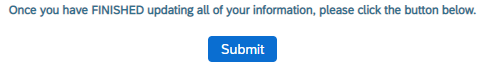 Once you have FINISHED updating all of your information, please click the button below.
Submit